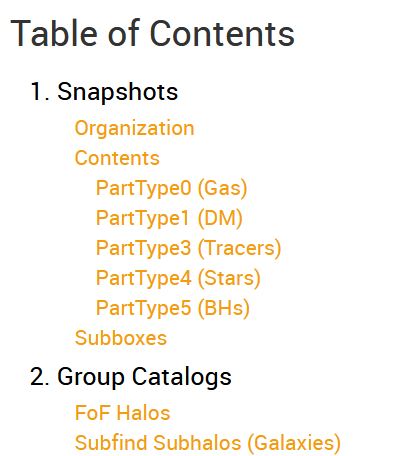 Table of Contents
1. Snapshots
Organization
Contents
PartType0 (Gas)
PartType1 (DM)
PartType3 (Tracers)
PartType4 (Stars)
PartType5 (BHs)
Subboxes
2. Group Catalogs
FoF Halos
Subfind Subhalos (Galaxies)